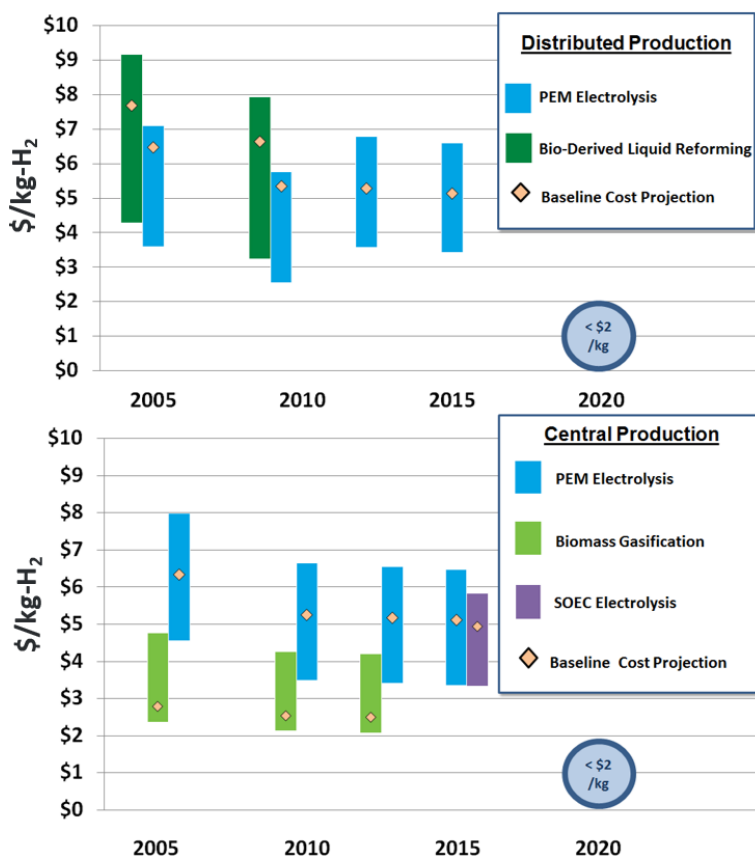 $10
$9
$8
$7
$6
$5
$4
$3
$2
$1
$0
$/kg-H2
2005
2010
2015
2020
Distributed Production
PEM Electrolysis
Bio-Derived Liquid Reforming
Baseline Cost Projection
< $2
/kg
$10
$9
$8
$7
$6
$5
$4
$3
$2
$1
$0
$/kg-H2
2005
2010
2015
2020
Central Production
PEM Electrolysis
Biomass Gasification
SOEC Electrolysis
Baseline Cost Projection
< $2
/kg